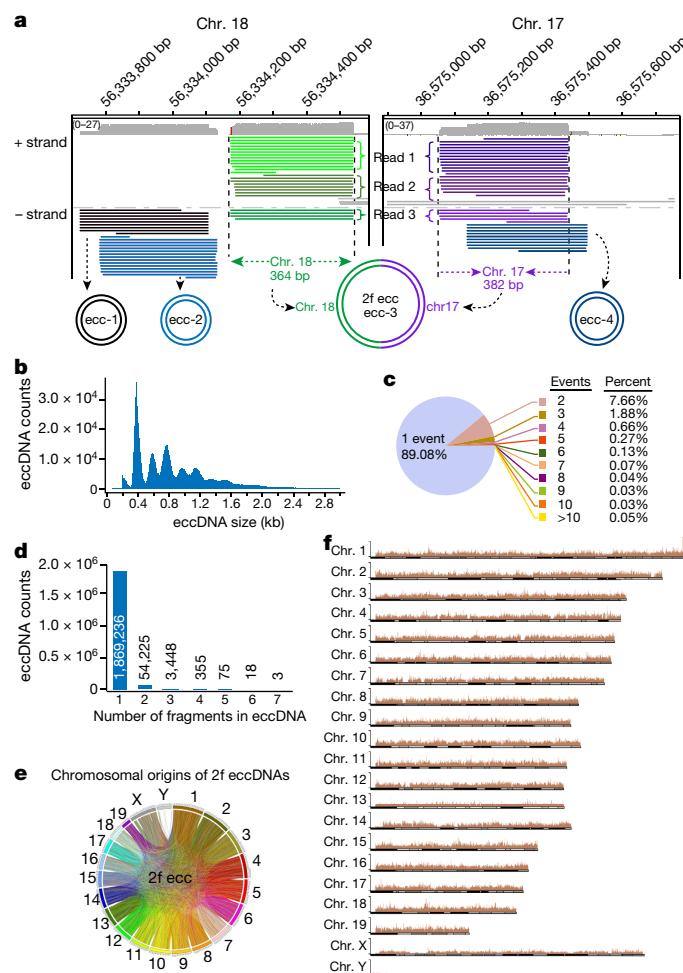 a
Chr. 18
Chr. 17
56,333,800 bp
56,334,000 bp
56,334,200 bp
56,334,400 bp
36,575,000 bp
36,575,200 bp
36,575,400 bp
36,575,600 bp
(0–27)
(0–37)
+ strand
Read 1
Read 2
– strand
Read 3
Chr. 18
364 bp
Chr. 17
382 bp
ecc-1
ecc-2
Chr. 18
2f ecc
ecc-3
chr17
ecc-4
b
eccDNA counts
3.0 × 10⁴
2.0 × 10⁴
1.0 × 10⁴
0
0 0.4 0.8 1.2 1.6 2.0 2.4 2.8
eccDNA size (kb)
c
1 event
89.08%
Events Percent
2 7.66%
3 1.88%
4 0.66%
5 0.27%
6 0.13%
7 0.07%
8 0.04%
9 0.03%
10 0.03%
>10 0.05%
d
eccDNA counts
2.0 × 10⁶
1.5 × 10⁶
1.0 × 10⁶
0.5 × 10⁶
0
1,869,236
54,225
3,448
355
75
18
3
1 2 3 4 5 6 7
Number of fragments in eccDNA
e
Chromosomal origins of 2f eccDNAs
1
2
3
4
5
6
7
8
9
10
11
12
13
14
15
16
17
18
19
X
Y
2f ecc
f
Chr. 1
Chr. 2
Chr. 3
Chr. 4
Chr. 5
Chr. 6
Chr. 7
Chr. 8
Chr. 9
Chr. 10
Chr. 11
Chr. 12
Chr. 13
Chr. 14
Chr. 15
Chr. 16
Chr. 17
Chr. 18
Chr. 19
Chr. X
Chr. Y